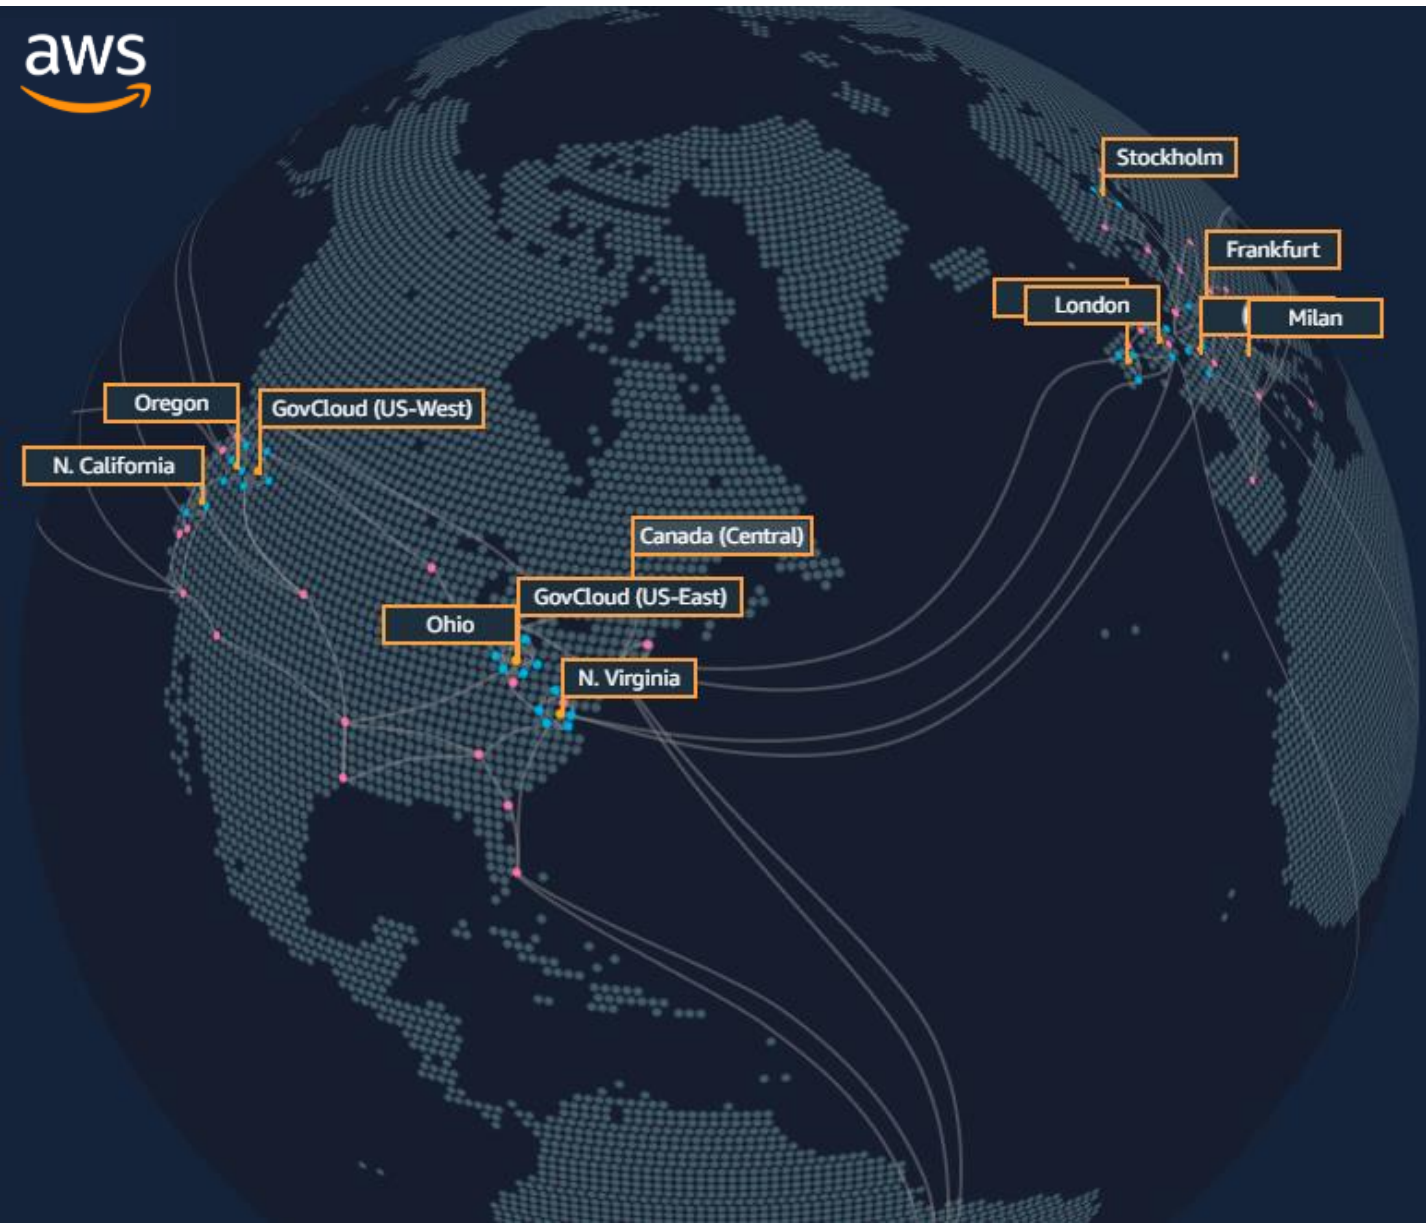 aws
Stockholm
Frankfurt
London
Milan
Oregon
GovCloud (US-West)
N. California
Canada (Central)
GovCloud (US-East)
Ohio
N. Virginia